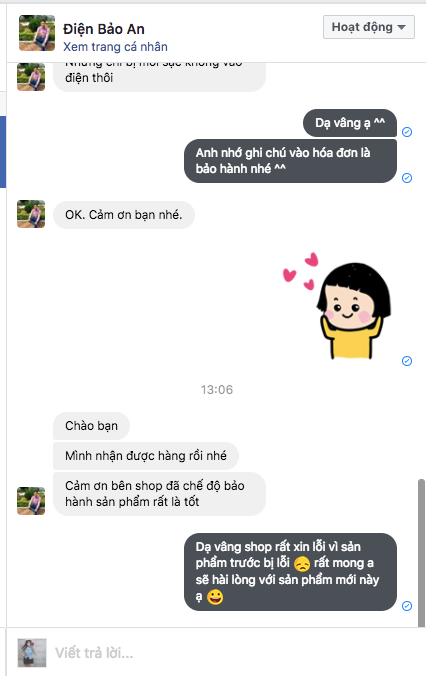 Điện Bảo An
Xem trang cá nhân
Hoạt động
Nhưng chỉ bị mỗi sạc không vào
điện thôi
Dạ vâng ạ ^^
Anh nhớ ghi chú vào hóa đơn là
bảo hành nhé ^^
OK. Cảm ơn bạn nhé.
13:06
Chào bạn
Mình nhận được hàng rồi nhé
Cảm ơn bên shop đã chế độ bảo
hành sản phẩm rất là tốt
Dạ vâng shop rất xin lỗi vì sản
phẩm trước bị lỗi 😞 rất mong a
sẽ hài lòng với sản phẩm mới này
ạ 😀
Viết trả lời...